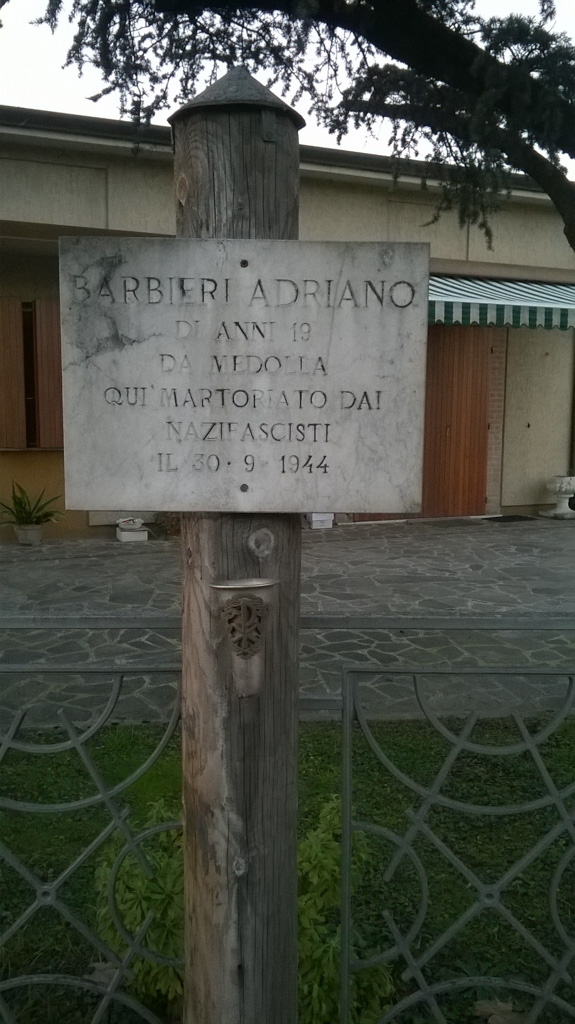 BARBIERI ADRIANO
DI ANNI 19
DA MEDOLLA
QUI' MARTORIATO DAI
NAZIFASCISTI
IL 30·9 1944